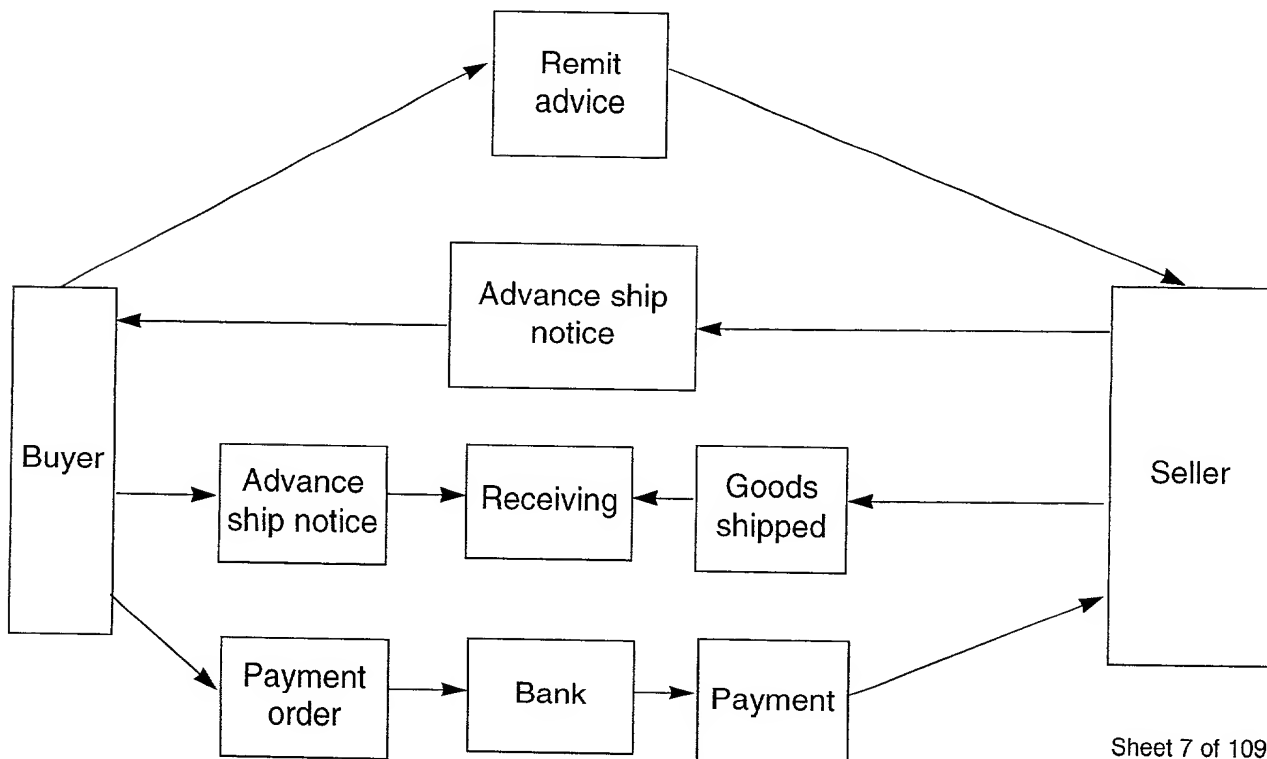 Remit
advice
Advance ship
notice
Buyer
Advance
ship notice
Receiving
Goods
shipped
Seller
Payment
order
Bank
Payment
Sheet 7 of 109